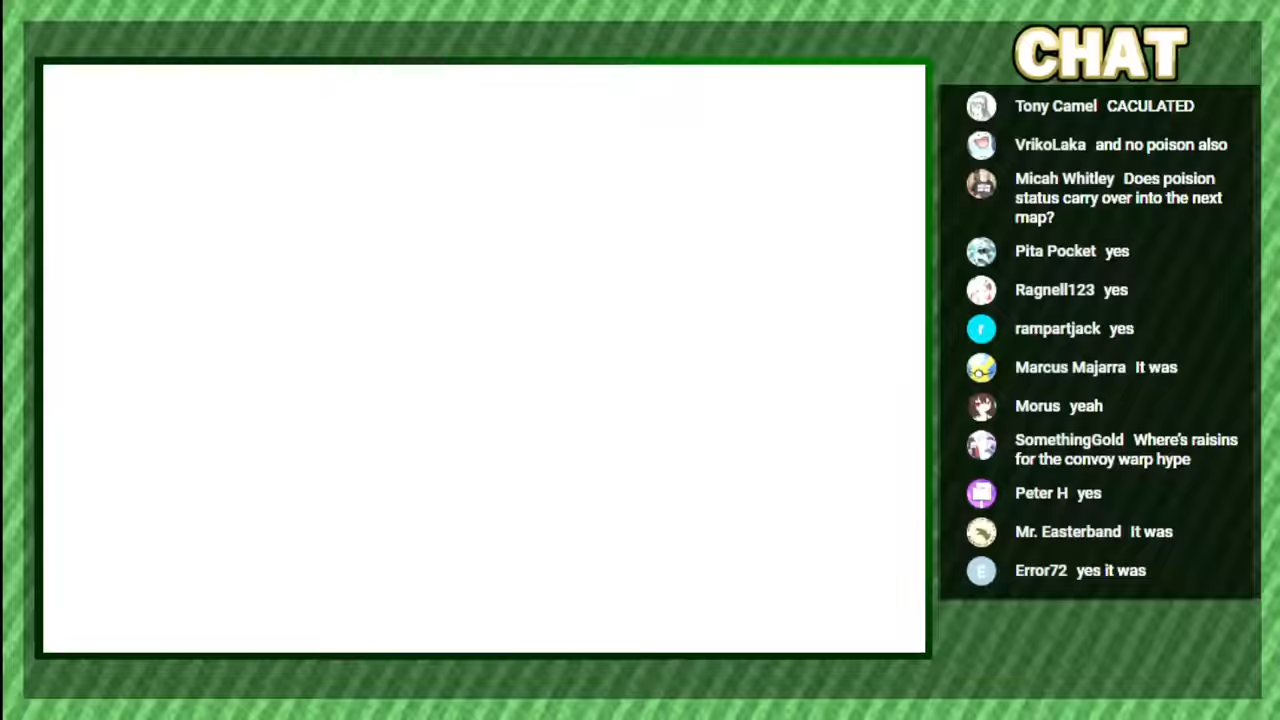 CHAT
Tony Camel CACULATED
VrikoLaka and no poison also
Micah Whitley Does poision
status carry over into the next
map?
Pita Pocket yes
Ragnell123 yes
r rampartjack yes
Marcus Majarra It was
Morus yeah
SomethingGold Where's raisins
for the convoy warp hype
Peter H yes
Mr. Easterband It was
E Error72 yes it was